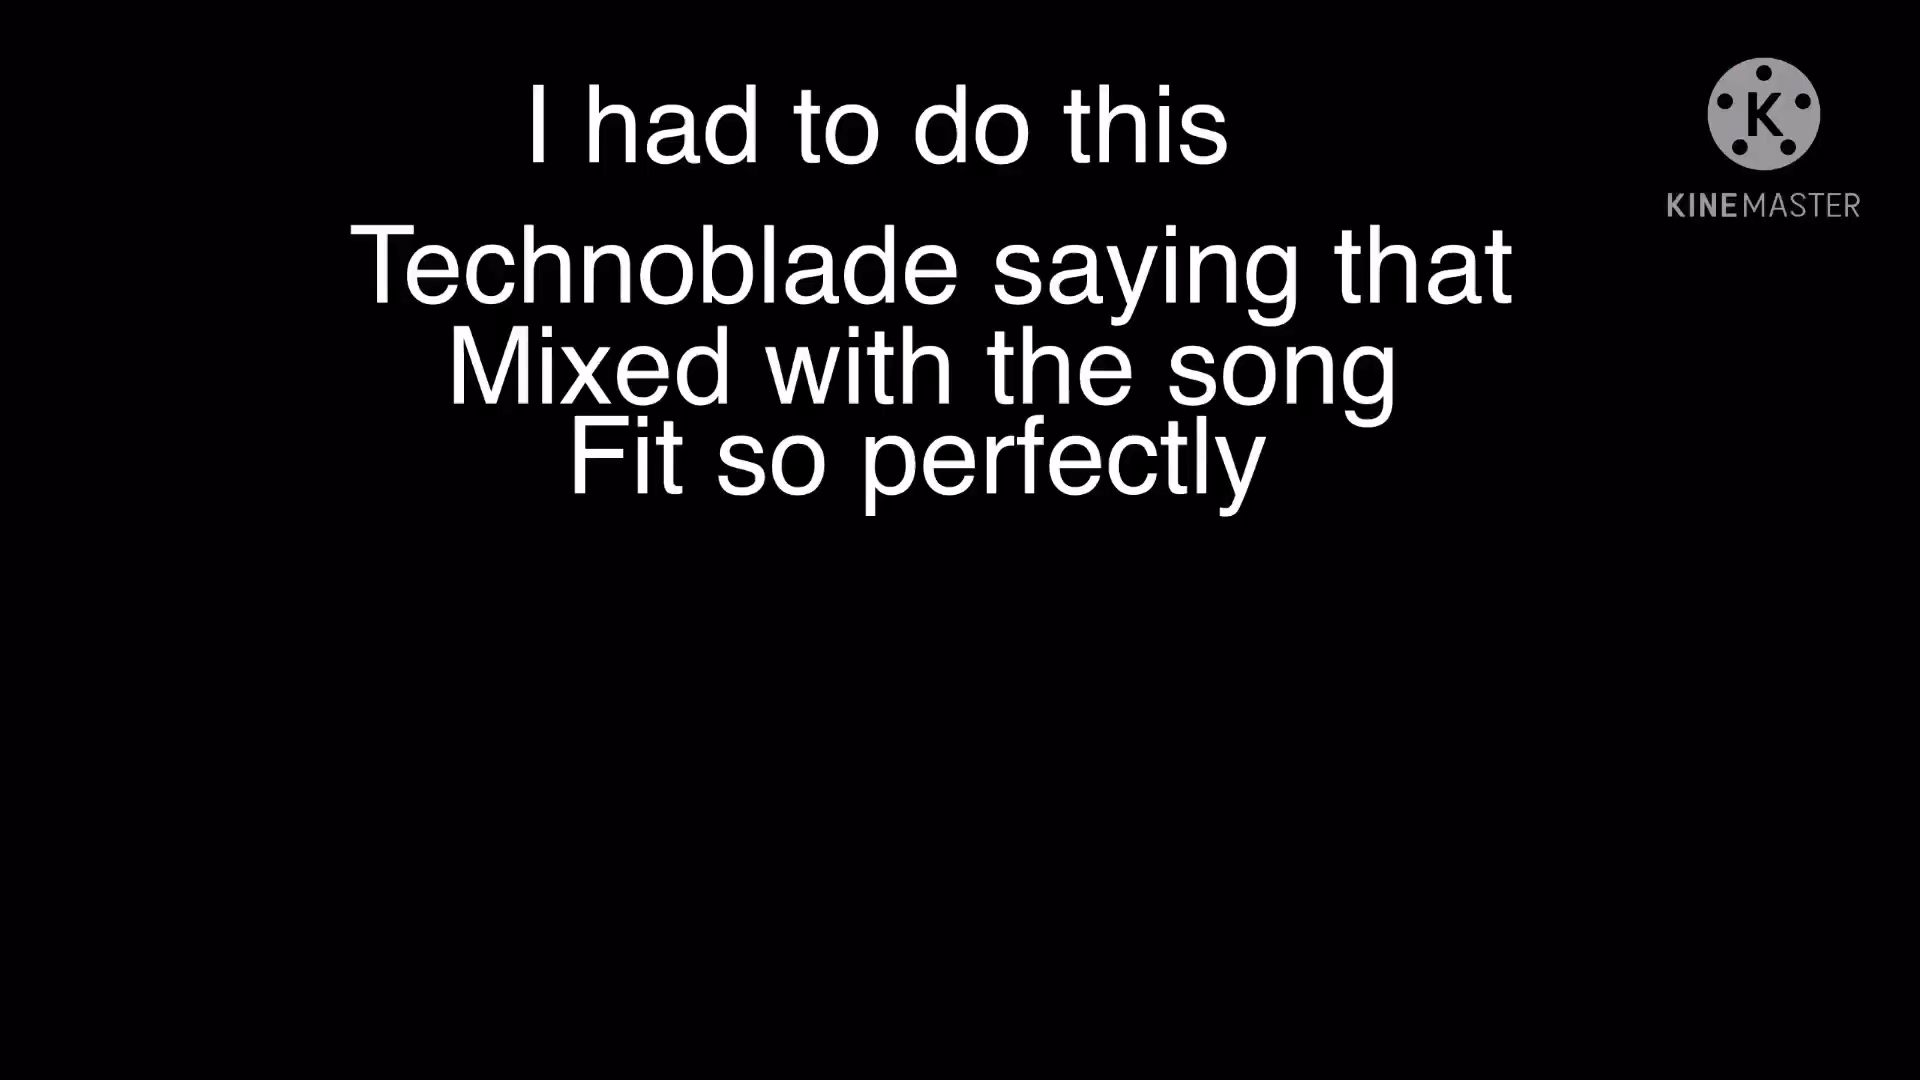 I had to do this
K
KINEMASTER
Technoblade saying that
Mixed with the song
Fit so perfectly